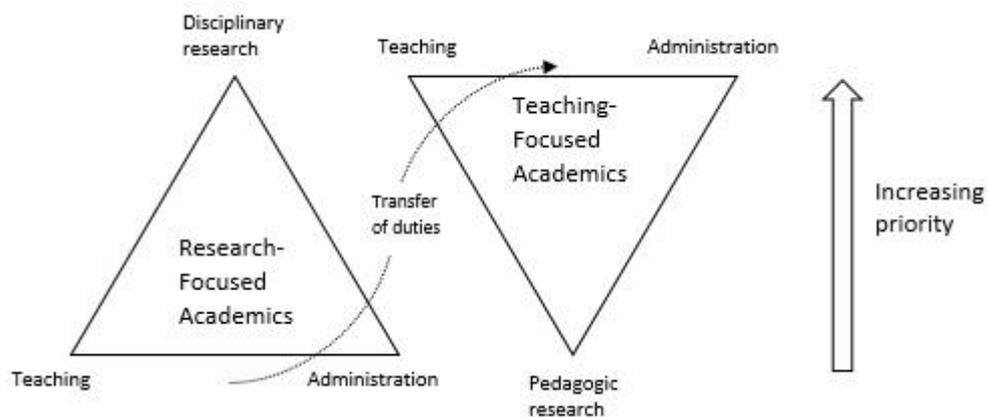 Disciplinary
research
Teaching
Administration
Teaching-
Focused
Academics
Transfer
of duties
Increasing
priority
Research-
Focused
Academics
Teaching
Administration
Pedagogic
research